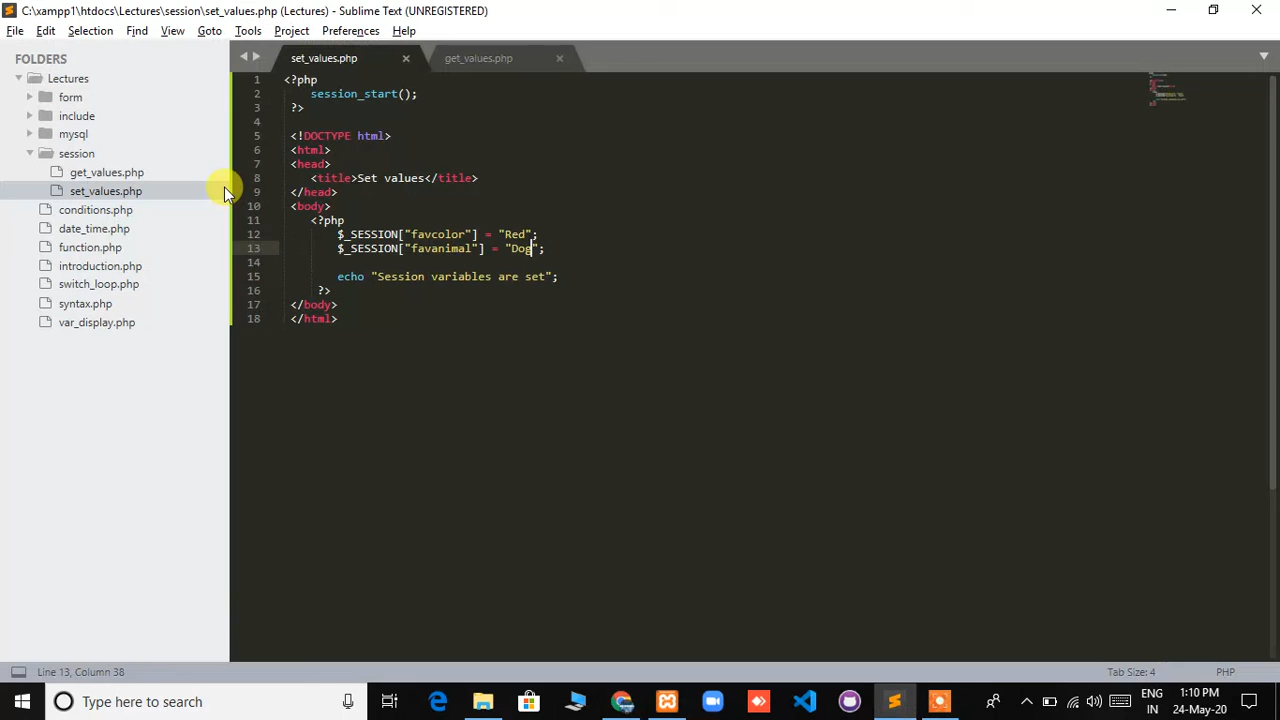 C:\xampp1\htdocs\Lectures\session\set_values.php (Lectures) - Sublime Text (UNREGISTERED)
File Edit Selection Find View Goto Tools Project Preferences Help
FOLDERS
Lectures
form
include
mysql
session
get_values.php
set_values.php
conditions.php
date_time.php
function.php
introduction.php
switch_loop.php
syntax.php
var_display.php
set_values.php get_values.php
1 <?php
2 session_start();
3 ?>
4
5 <!DOCTYPE html>
6 <html>
7 <head>
8 <title>Set values</title>
9 </head>
10 <body>
11 <?php
12 $_SESSION["favcolor"] = "Red";
13 $_SESSION["favanimal"] = "Dog";
14
15 echo "Session variables are set";
16 ?>
17 </body>
18 </html>
Line 13, Column 38 Tab Size: 4 PHP
Type here to search
ENG
IN
1:10 PM
24-May-20